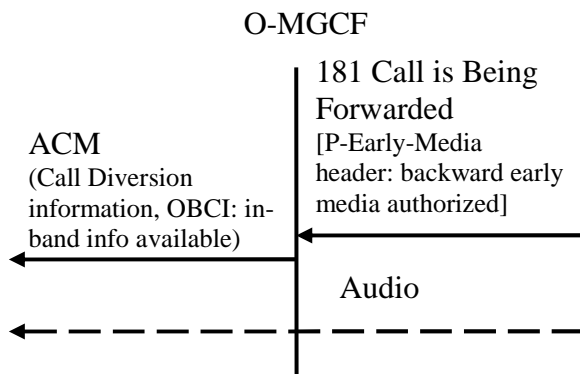 O-MGCF
181 Call is Being
Forwarded
[P-Early-Media
header: backward early
media authorized]
ACM
(Call Diversion
information, OBCI: in-
band info available)
Audio